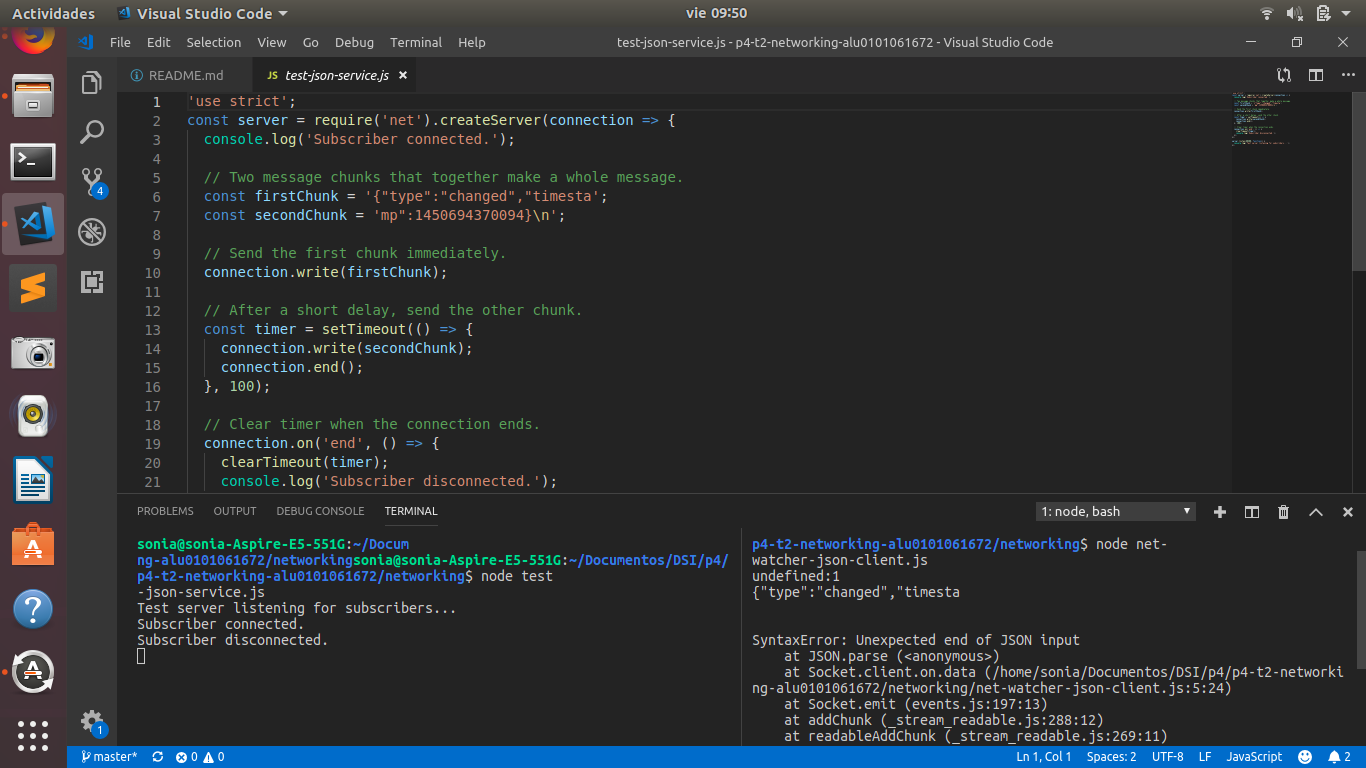 Actividades
Visual Studio Code
vie 09:50
File Edit Selection View Go Debug Terminal Help
test-json-service.js - p4-t2-networking-alu0101061672 - Visual Studio Code
README.md
JS test-json-service.js
1 'use strict';
2 const server = require('net').createServer(connection => {
3 console.log('Subscriber connected.');
4
5 // Two message chunks that together make a whole message.
6 const firstChunk = '{"type":"changed","timesta';
7 const secondChunk = 'mp":1450694370094}\n';
8
9 // Send the first chunk immediately.
10 connection.write(firstChunk);
11
12 // After a short delay, send the other chunk.
13 const timer = setTimeout(() => {
14 connection.write(secondChunk);
15 connection.end();
16 }, 100);
17
18 // Clear timer when the connection ends.
19 connection.on('end', () => {
20 clearTimeout(timer);
21 console.log('Subscriber disconnected.');
4
1
PROBLEMS OUTPUT DEBUG CONSOLE TERMINAL
1: node, bash
sonia@sonia-Aspire-E5-551G:~/Docum
ng-alu0101061672/networkingsonia@sonia-Aspire-E5-551G:~/Documentos/DSI/p4/
p4-t2-networking-alu0101061672/networking$ node test
-json-service.js
Test server listening for subscribers...
Subscriber connected.
Subscriber disconnected.
p4-t2-networking-alu0101061672/networking$ node net-
watcher-json-client.js
undefined:1
{"type":"changed","timesta
SyntaxError: Unexpected end of JSON input
at JSON.parse (<anonymous>)
at Socket.client.on.data (/home/sonia/Documentos/DSI/p4/p4-t2-networki
ng-alu0101061672/networking/net-watcher-json-client.js:5:24)
at Socket.emit (events.js:197:13)
at addChunk (_stream_readable.js:288:12)
at readableAddChunk (_stream_readable.js:269:11)
master* 0 0
Ln 1, Col 1 Spaces: 2 UTF-8 LF JavaScript 2